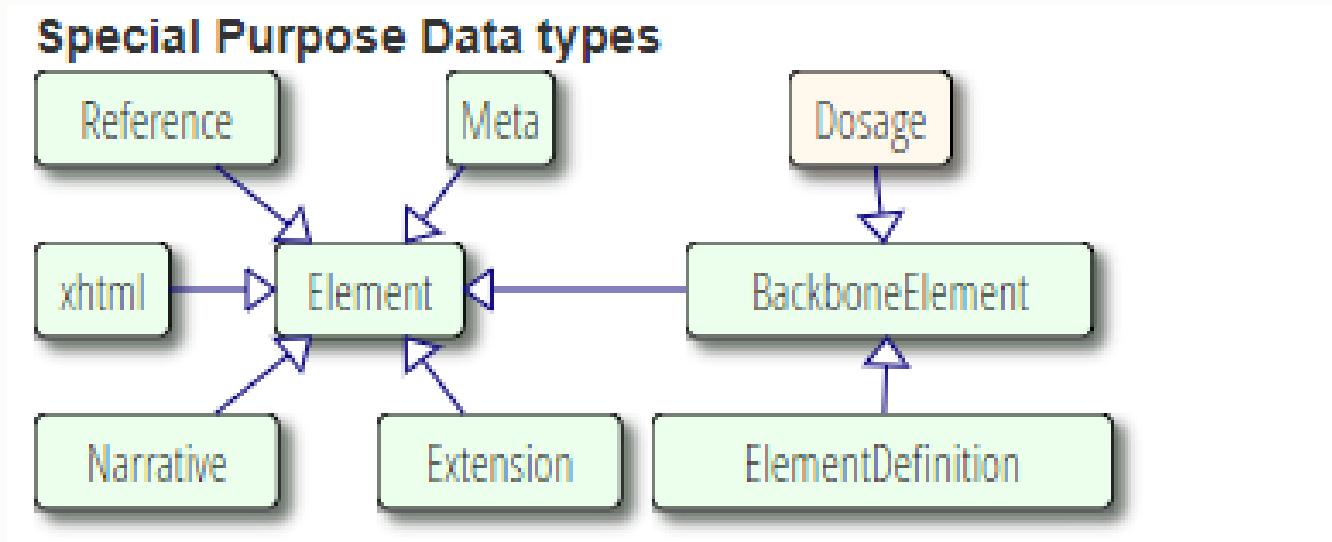 Special Purpose Data types
Reference
Meta
Dosage
xhtml
Element
BackboneElement
Narrative
Extension
ElementDefinition